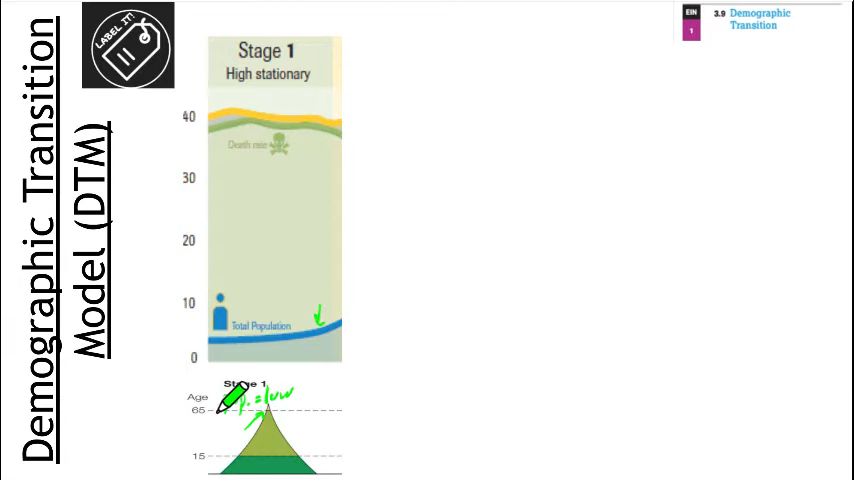 Demographic Transition
Model (DTM)
LABEL IT!
Stage 1
High stationary
40
30
20
10
0
Death rate
Total Population
Age
65
15
= low
EIN
1
3.9 Demographic
Transition